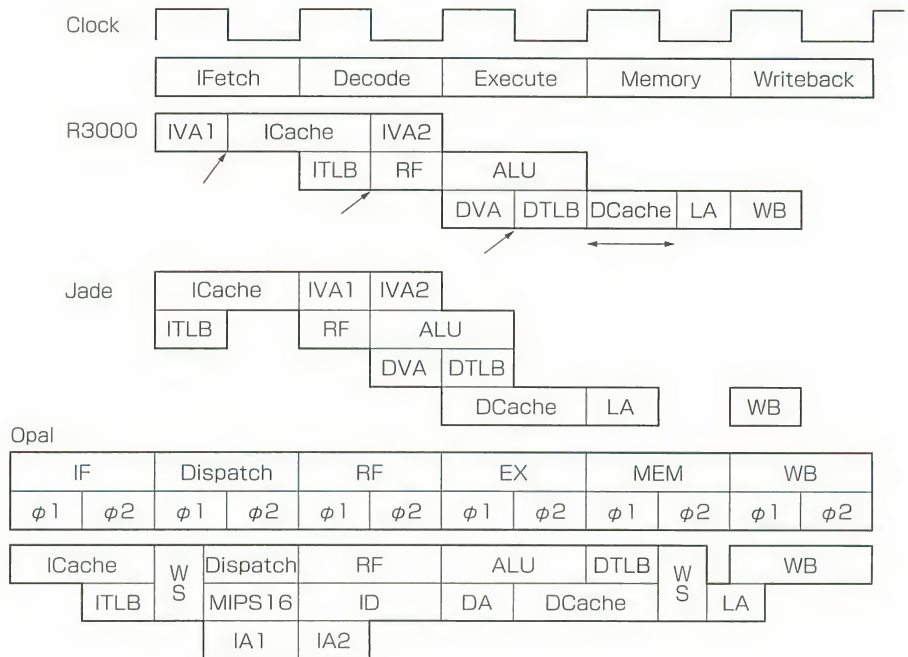 Clock
IFetch Decode Execute Memory Writeback
R3000 IVA1 ICache IVA2
ITLB RF ALU
DVA DTLB DCache LA WB
Jade ICache IVA1 IVA2
ITLB RF ALU
DVA DTLB
DCache LA WB
Opal
IF Dispatch RF EX MEM WB
φ1 φ2 φ1 φ2 φ1 φ2 φ1 φ2 φ1 φ2 φ1 φ2
ICache WS Dispatch RF ALU DTLB WS WB
ITLB MIPS16 ID DA DCache LA
IA1 IA2